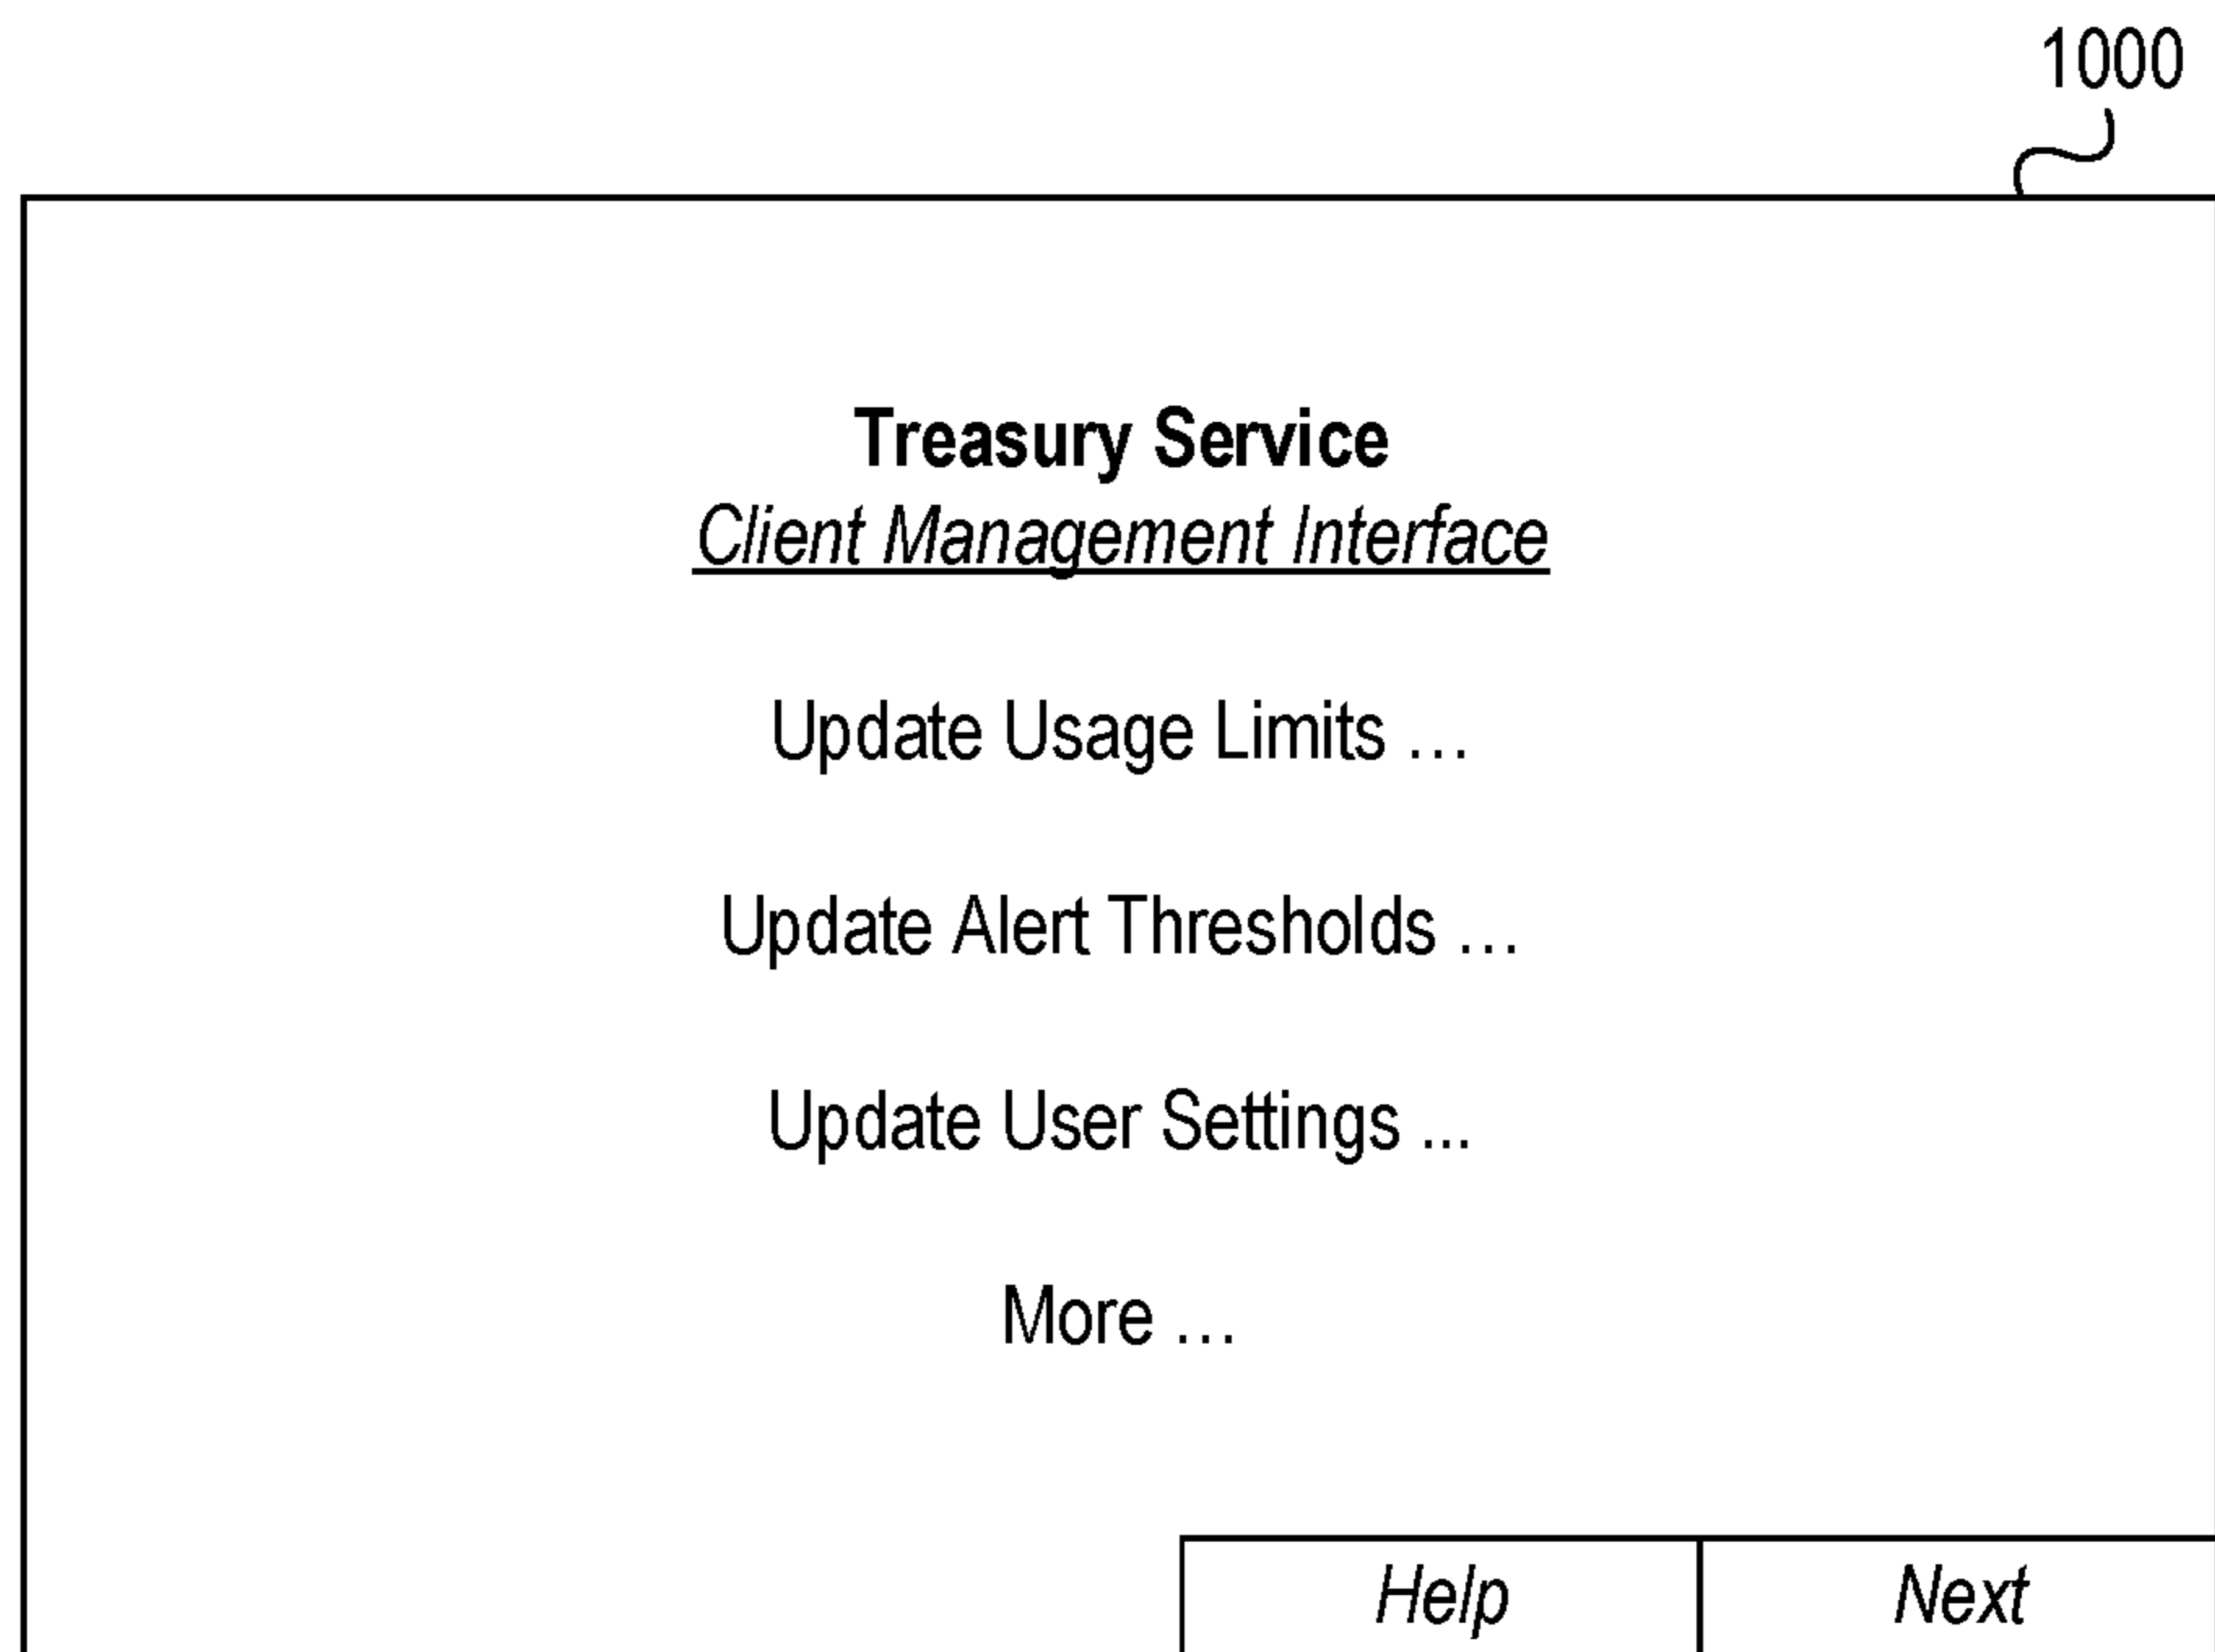 1000
Treasury Service
Client Management Interface
Update Usage Limits ...
Update Alert Thresholds ...
Update User Settings ...
More ...
Help Next